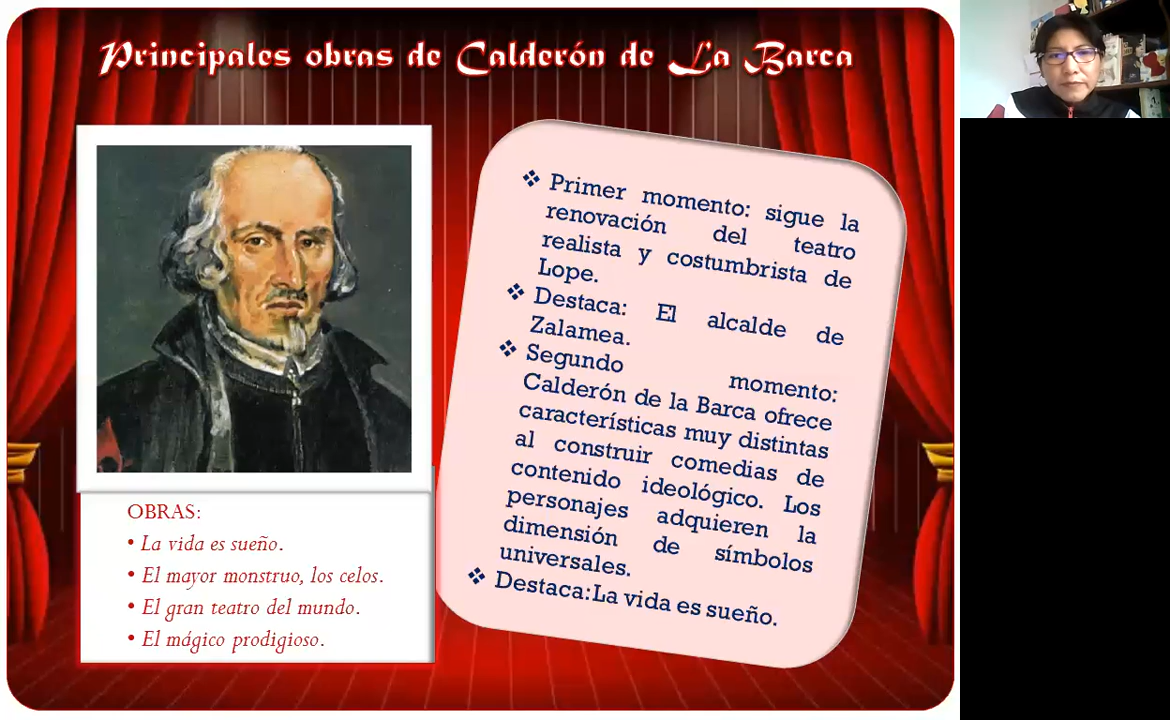 Principales obras de Calderón de La Barca
OBRAS:
• La vida es sueño.
• El mayor monstruo, los celos.
• El gran teatro del mundo.
• El mágico prodigioso.
❖ Primer momento: sigue la
renovación del teatro
realista y costumbrista de
Lope.
❖ Destaca: El alcalde de
Zalamea.
❖ Segundo momento:
Calderón de la Barca ofrece
características muy distintas
al construir comedias de
contenido ideológico. Los
personajes adquieren la
dimensión de símbolos
universales.
❖ Destaca:La vida es sueño.